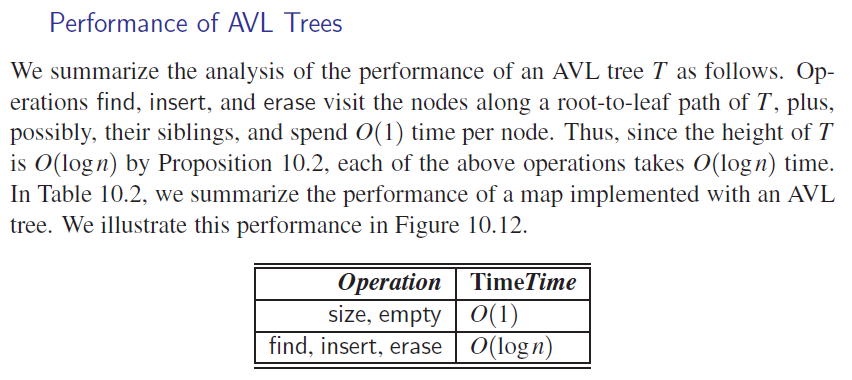 Performance of AVL Trees
We summarize the analysis of the performance of an AVL tree T as follows. Op-
erations find, insert, and erase visit the nodes along a root-to-leaf path of T, plus,
possibly, their siblings, and spend O(1) time per node. Thus, since the height of T
is O(log n) by Proposition 10.2, each of the above operations takes O(log n) time.
In Table 10.2, we summarize the performance of a map implemented with an AVL
tree. We illustrate this performance in Figure 10.12.
Operation TimeTime
size, empty O(1)
find, insert, erase O(log n)